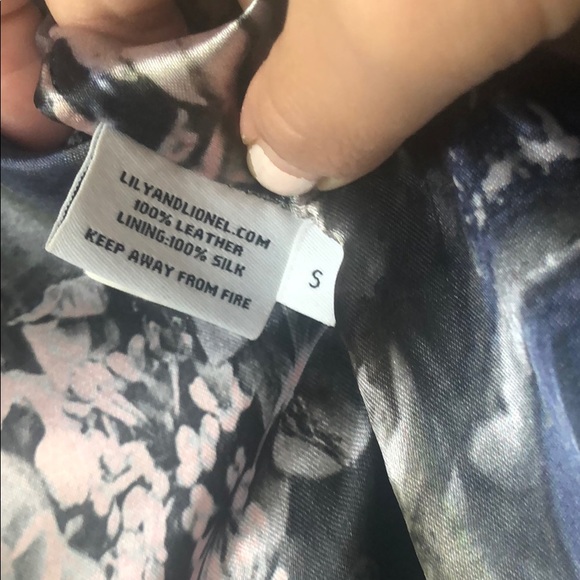 LILYANDLIONEL.COM
100% LEATHER
LINING:100% SILK
KEEP AWAY FROM FIRE
S